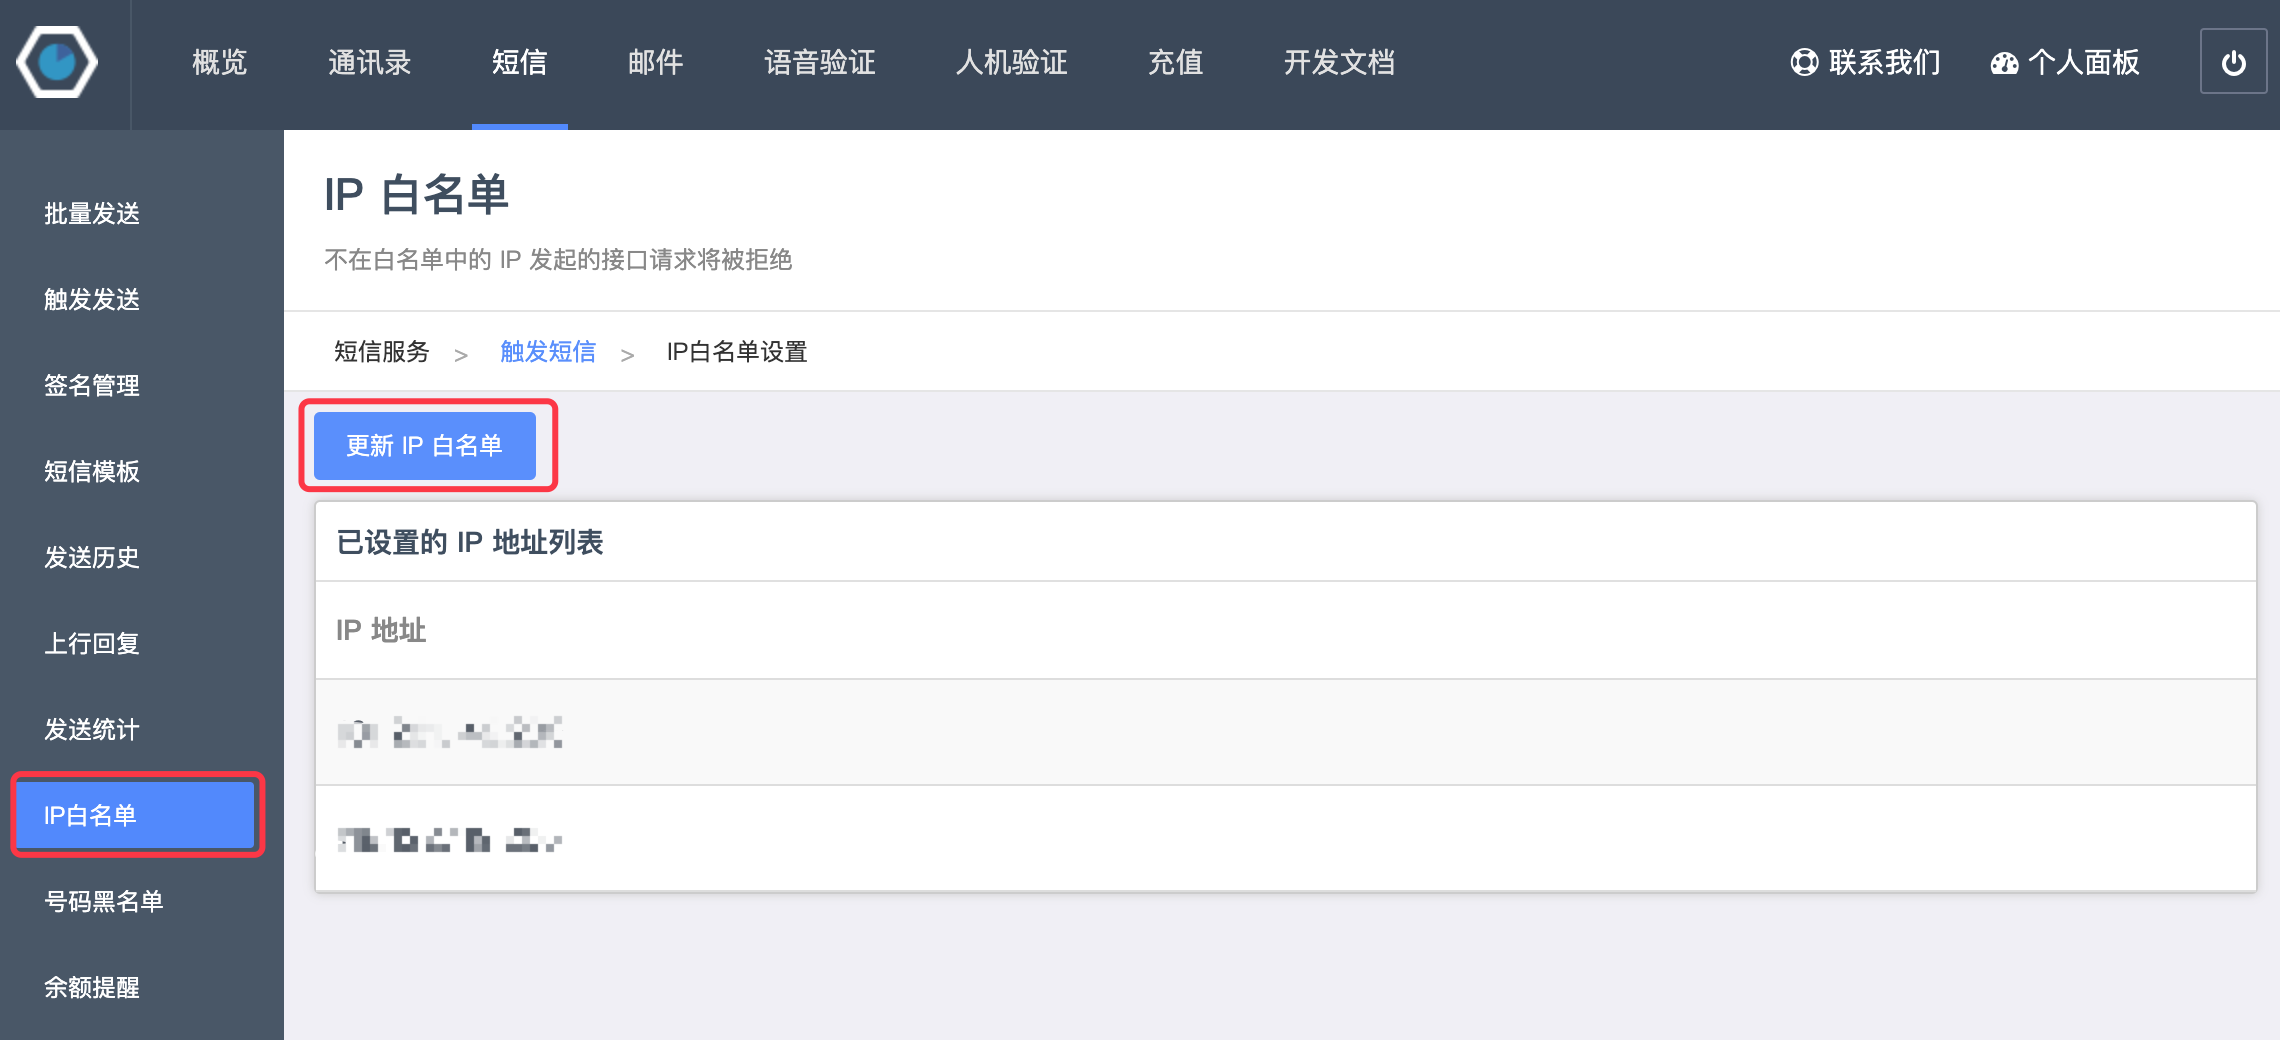 概览 通讯录 短信 邮件 语音验证 人机验证 充值 开发文档 联系我们 个人面板
批量发送
触发发送
签名管理
短信模板
发送历史
上行回复
发送统计
IP白名单
号码黑名单
余额提醒
IP 白名单
不在白名单中的 IP 发起的接口请求将被拒绝
短信服务 > 触发短信 > IP白名单设置
更新 IP 白名单
已设置的 IP 地址列表
IP 地址